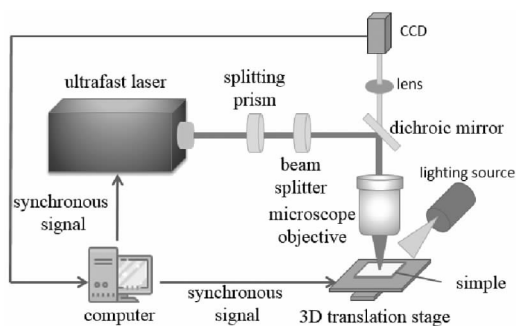 CCD
ultrafast laser
splitting
prism
lens
dichroic mirror
beam
splitter
lighting source
microscope
objective
synchronous
signal
simple
computer
synchronous
signal
3D translation stage